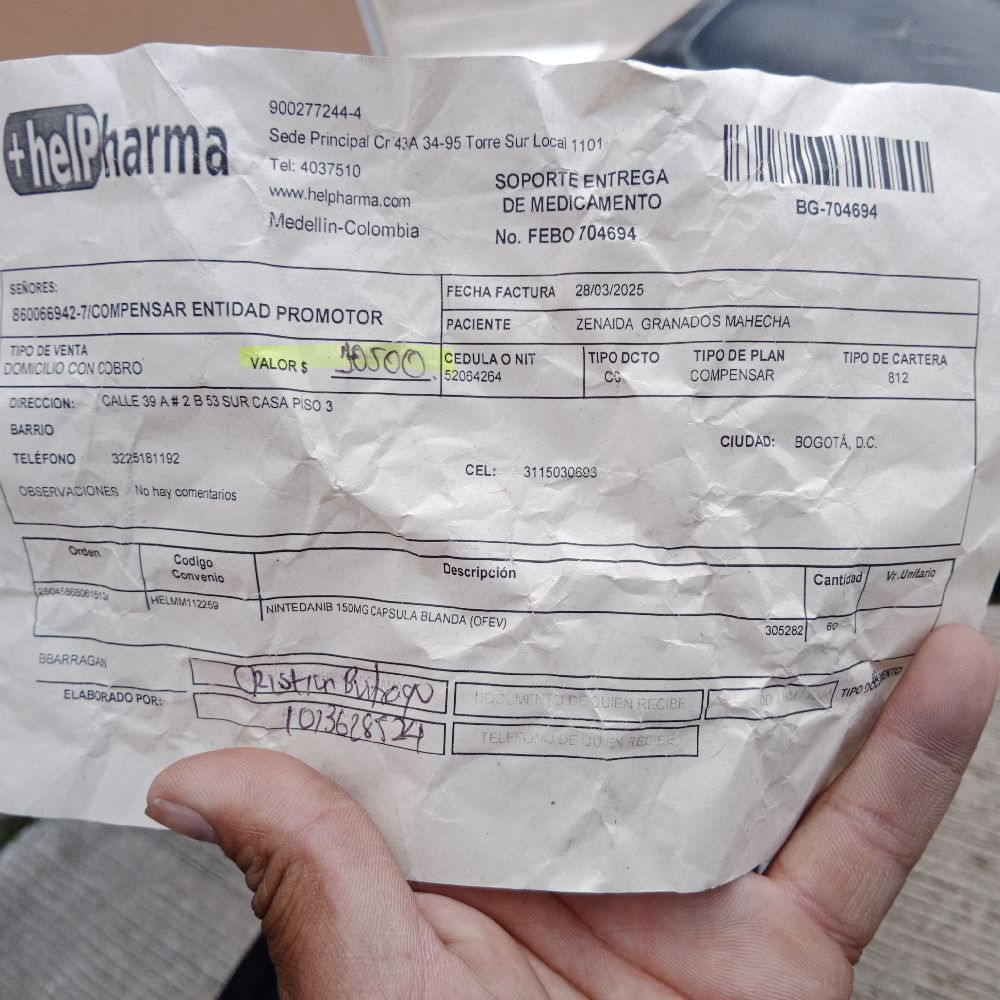 +helPharma
900277244-4
Sede Principal Cr 43A 34-95 Torre Sur Local 1101
Tel: 4037510
www.helpharma.com
Medellín-Colombia
SOPORTE ENTREGA
DE MEDICAMENTO
No. FEBO 704694
BG-704694
SEÑORES:
860066942-7/COMPENSAR ENTIDAD PROMOTOR
FECHA FACTURA 28/03/2025
PACIENTE ZENAIDA GRANADOS MAHECHA
TIPO DE VENTA
DOMICILIO CON COBRO
VALOR $ 30500
CEDULA O NIT
52064264
TIPO DCTO
CC
TIPO DE PLAN
COMPENSAR
TIPO DE CARTERA
812
DIRECCION: CALLE 39 A # 2 B 53 SUR CASA PISO 3
BARRIO
CIUDAD: BOGOTÁ, D.C.
TELÉFONO 3225181192
CEL: 3115030693
OBSERVACIONES No hay comentarios
Orden
Codigo
Convenio
Descripción
Cantidad
Vr.Unitario
HELMM112259
NINTEDANIB 150MG CAPSULA BLANDA (OFEV)
305282
BBARRAGAN
ELABORADO POR:
1013628524
DOCUMENTO DE QUIEN RECIBE
TELEFONO DE QUIEN RECIBE